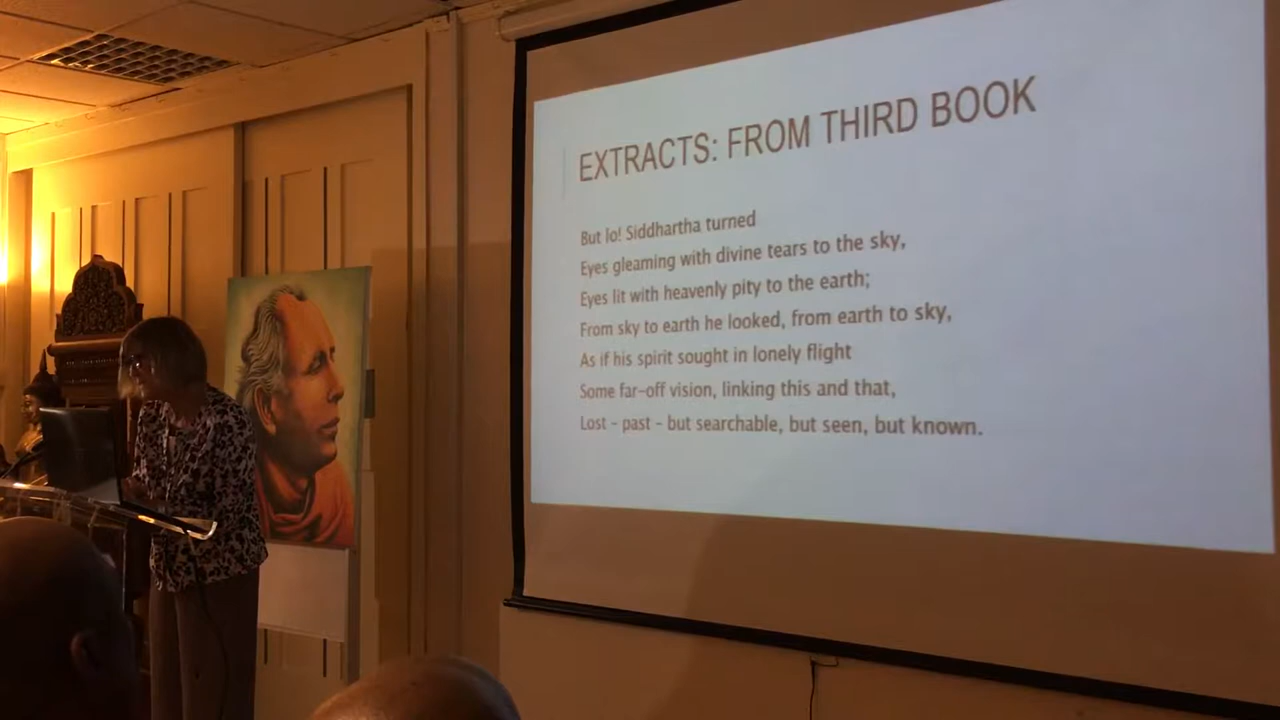 EXTRACTS: FROM THIRD BOOK
But lo! Siddhartha turned
Eyes gleaming with divine tears to the sky,
Eyes lit with heavenly pity to the earth;
From sky to earth he looked, from earth to sky,
As if his spirit sought in lonely flight
Some far-off vision, linking this and that,
Lost - past - but searchable, but seen, but known.